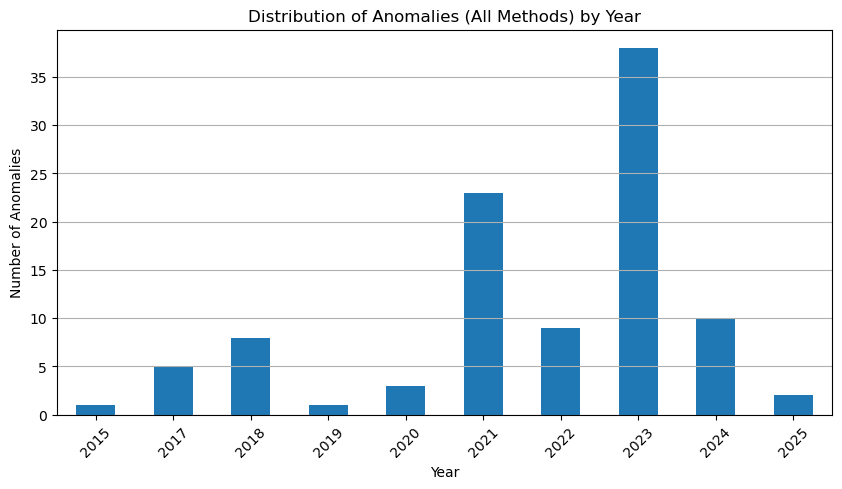 Distribution of Anomalies (All Methods) by Year
Number of Anomalies
35
30
25
20
15
10
5
0
2015 2017 2018 2019 2020 2021 2022 2023 2024 2025
Year